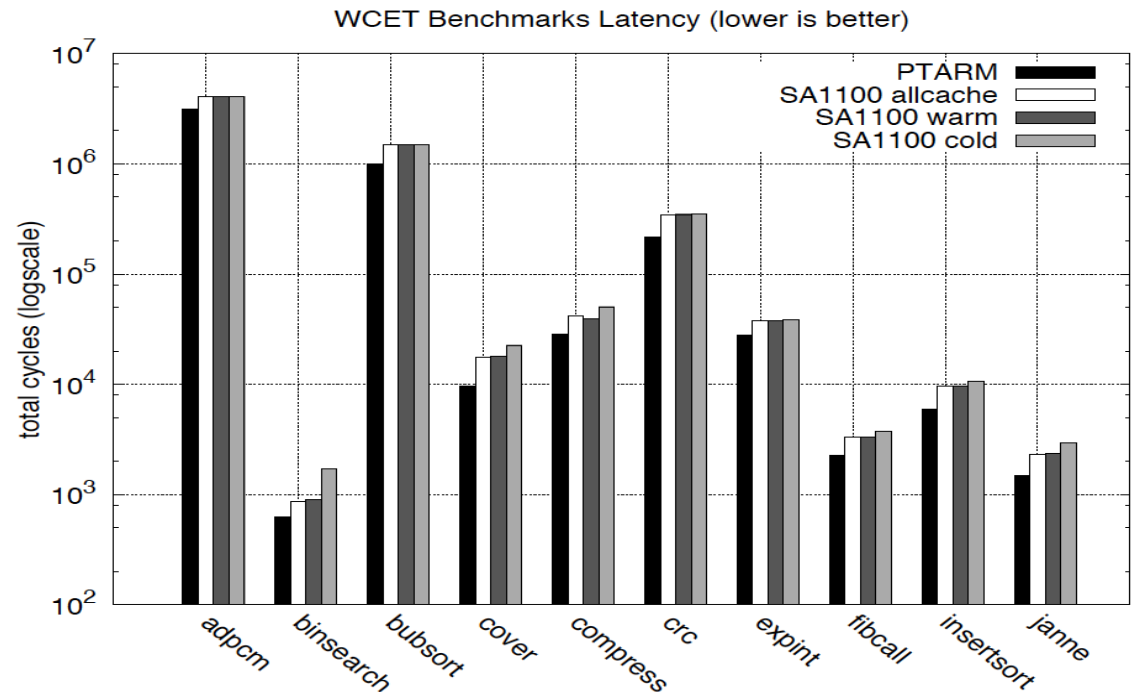 WCET Benchmarks Latency (lower is better)
PTARM
SA1100 allcache
SA1100 warm
SA1100 cold
total cycles (logscale)
10^7
10^6
10^5
10^4
10^3
10^2
adpcm
binsearch
bubsort
cover
compress
crc
expint
fibcall
insertsort
janne